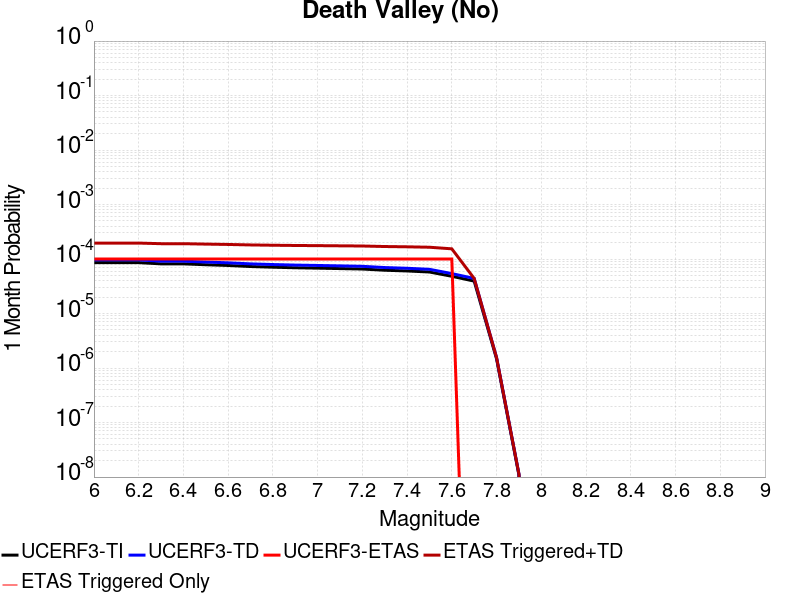 Death Valley (No)
10^0
10^-1
10^-2
10^-3
10^-4
10^-5
10^-6
10^-7
10^-8
1 Month Probability
6 6.2 6.4 6.6 6.8 7 7.2 7.4 7.6 7.8 8 8.2 8.4 8.6 8.8 9
Magnitude
UCERF3-TI UCERF3-TD UCERF3-ETAS ETAS Triggered+TD
ETAS Triggered Only